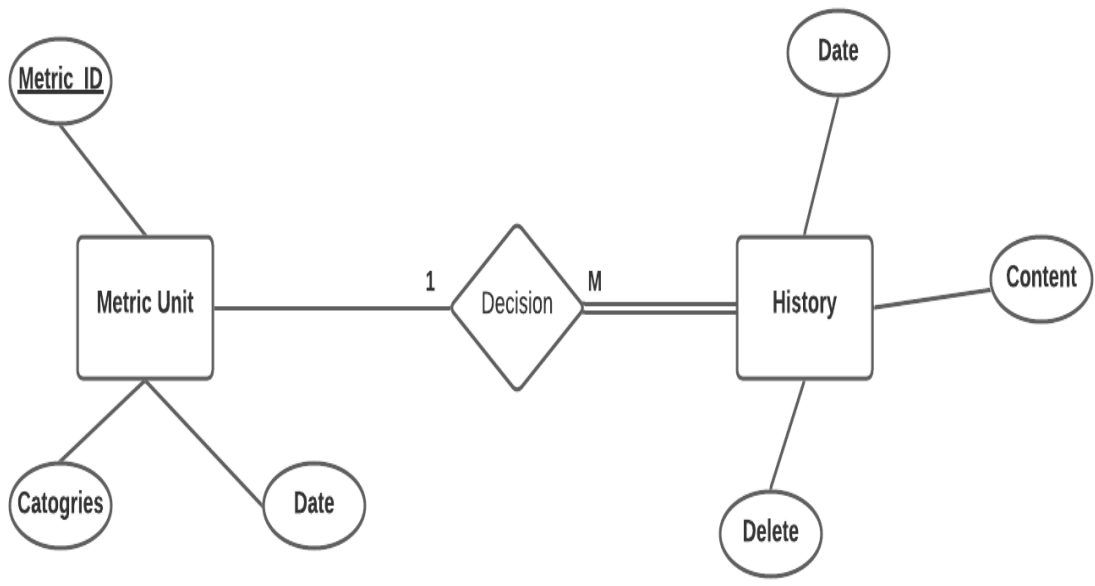 Date
Metric_ID
Content
1
M
Metric Unit
Decision
History
Catogries
Date
Delete